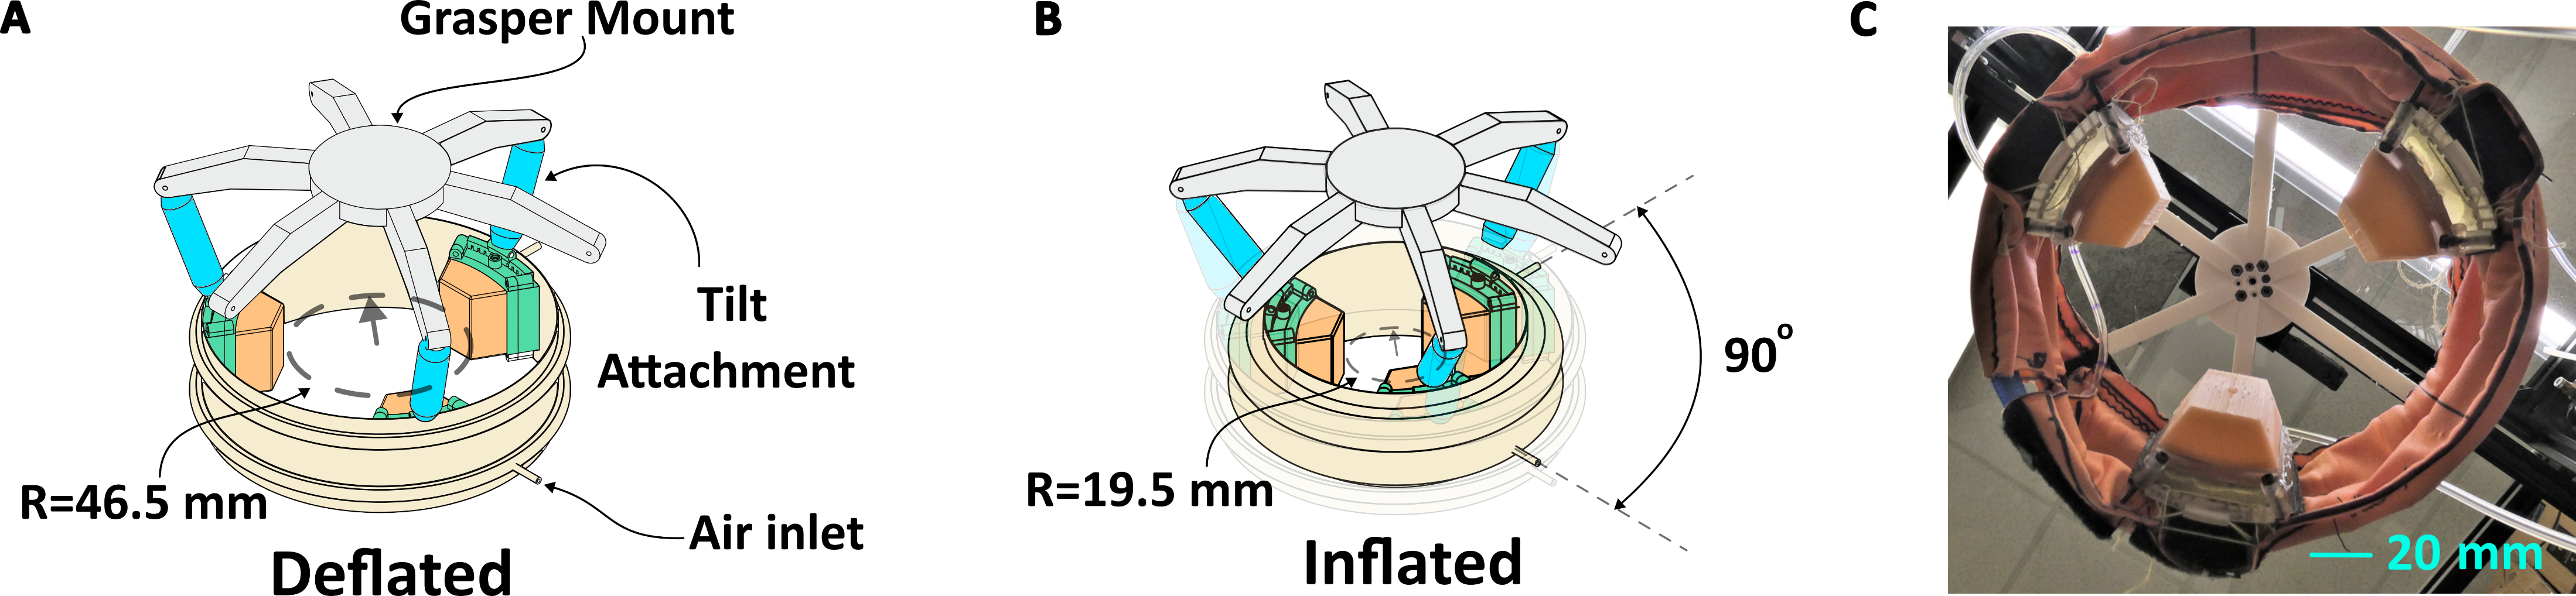 A
Grasper Mount
Tilt
Attachment
R=46.5 mm
Air inlet
Deflated
B
90°
R=19.5 mm
Inflated
C
20 mm